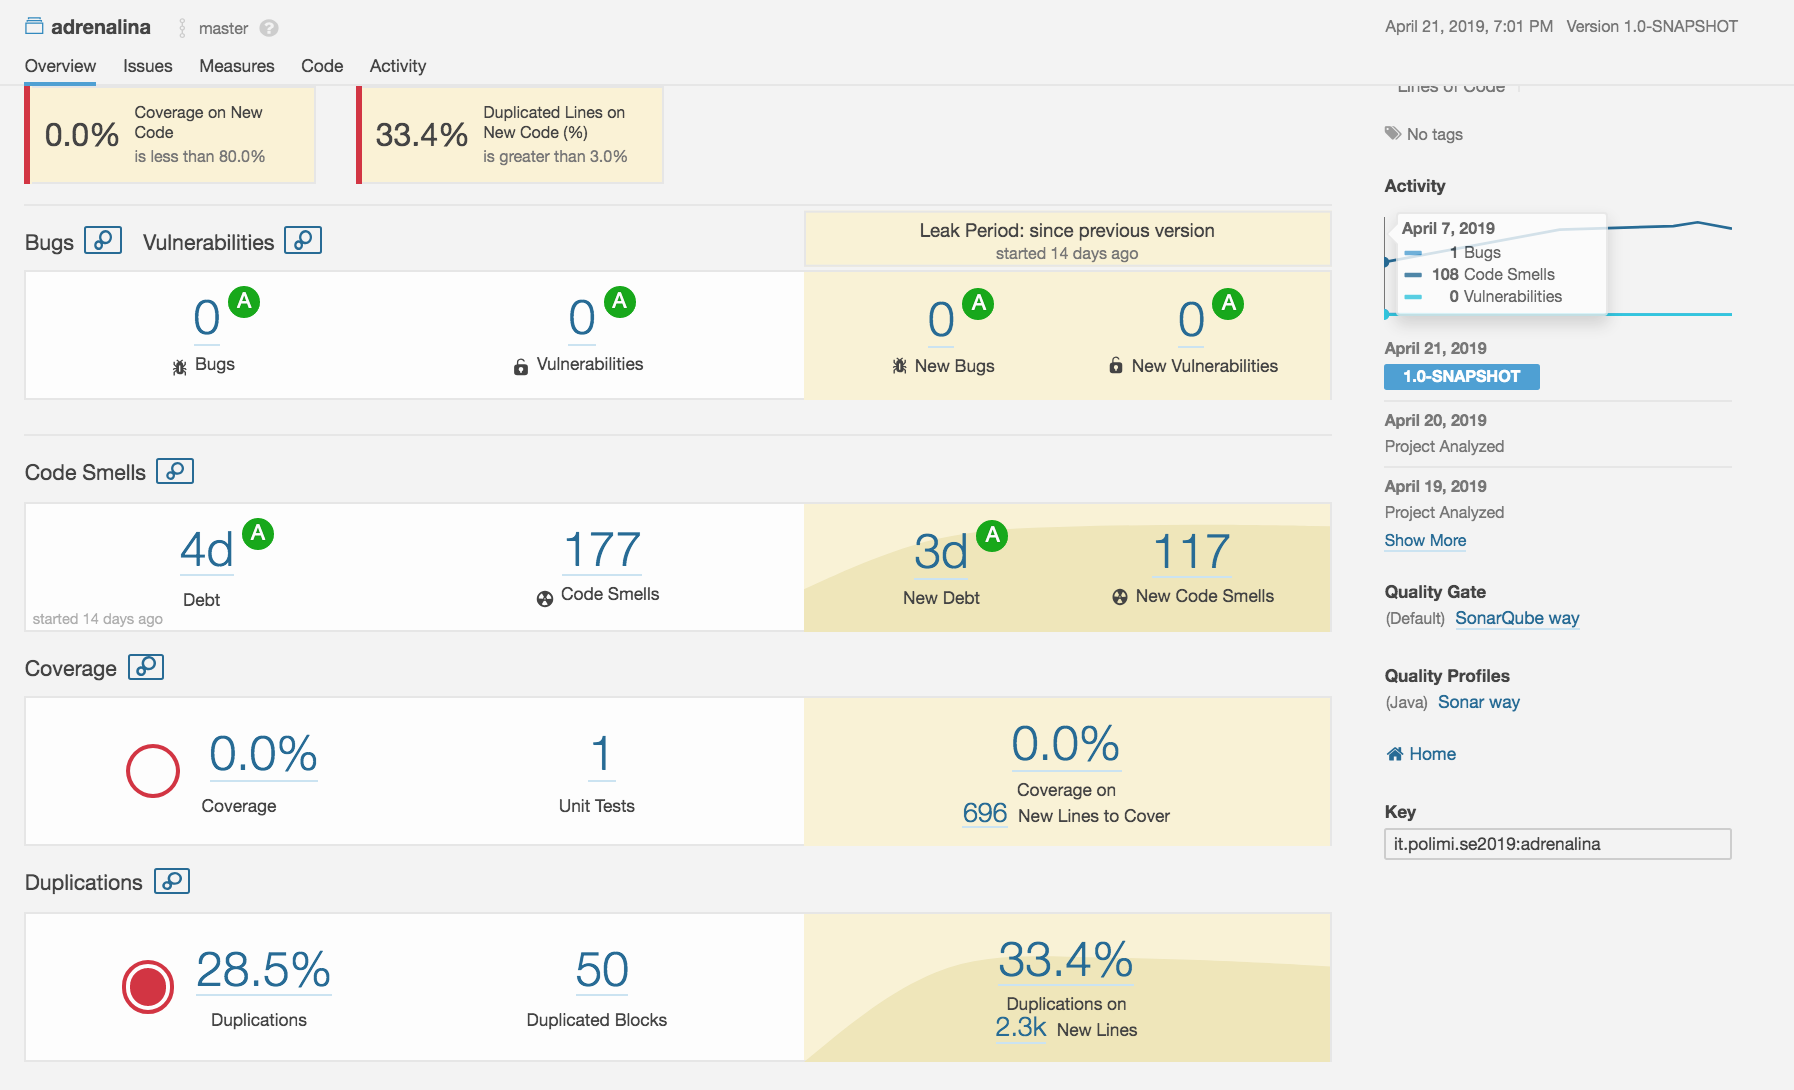 adrenalina
master
?
April 21, 2019, 7:01 PM Version 1.0-SNAPSHOT
Overview Issues Measures Code Activity
0.0%
Coverage on New
Code
is less than 80.0%
33.4%
Duplicated Lines on
New Code (%)
is greater than 3.0%
Lines of Code
No tags
Bugs
Vulnerabilities
Leak Period: since previous version
started 14 days ago
0 A
Bugs
0 A
Vulnerabilities
0 A
New Bugs
0 A
New Vulnerabilities
Code Smells
4d A
Debt
started 14 days ago
177
Code Smells
3d A
New Debt
117
New Code Smells
Coverage
0.0%
Coverage
1
Unit Tests
0.0%
Coverage on
696 New Lines to Cover
Duplications
28.5%
Duplications
50
Duplicated Blocks
33.4%
Duplications on
2.3k New Lines
Activity
April 7, 2019
1 Bugs
108 Code Smells
0 Vulnerabilities
April 21, 2019
1.0-SNAPSHOT
April 20, 2019
Project Analyzed
April 19, 2019
Project Analyzed
Show More
Quality Gate
(Default) SonarQube way
Quality Profiles
(Java) Sonar way
Home
Key
it.polimi.se2019:adrenalina